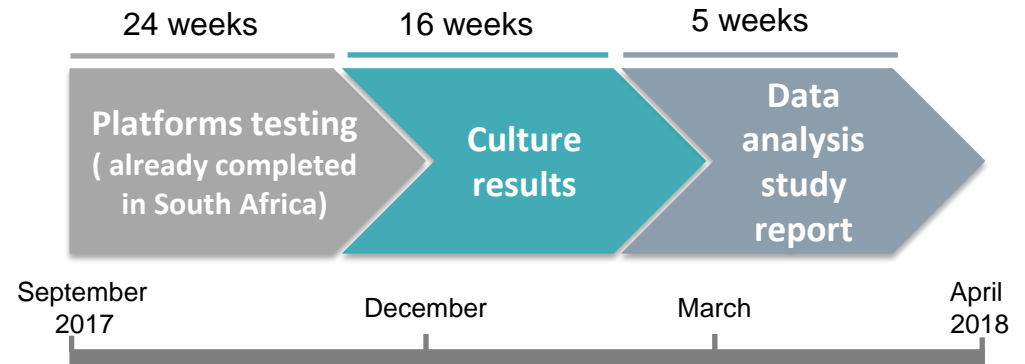 24 weeks
16 weeks
5 weeks
Platforms testing
( already completed
in South Africa)
Culture
results
Data
analysis
study
report
September
2017
December
March
April
2018